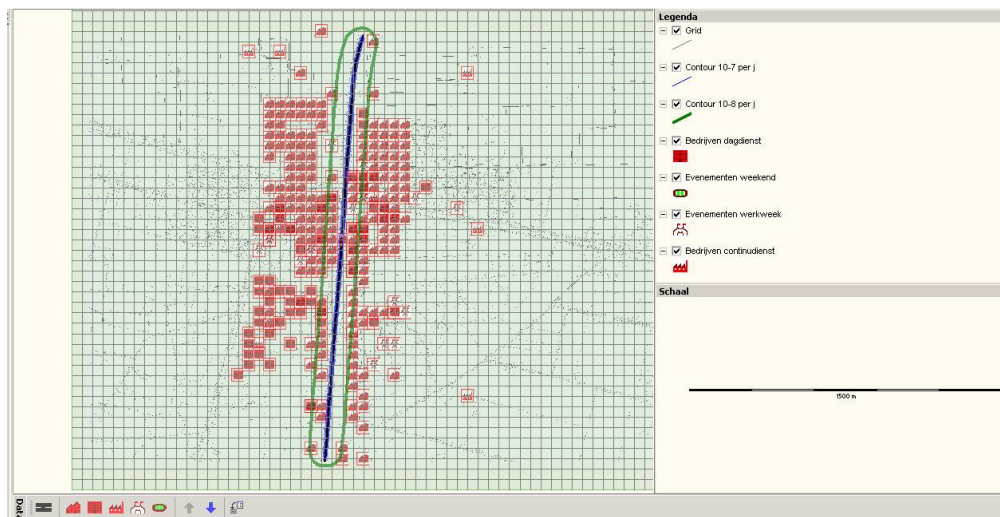 Legenda
Grid
Contour 10-7 per j
Contour 10-8 per j
Bedrijven dagdienst
Evenementen weekend
Evenementen werkweek
Bedrijven continudienst
Schaal
1500 m